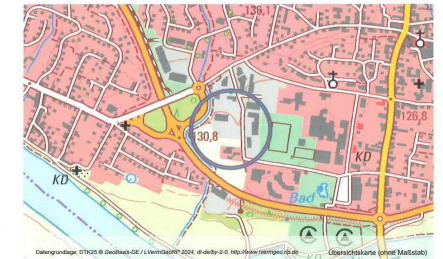 136,1
130,8
126,8
KD
Bad
KD
Datengrundlage: DTK25 © GeoBasis-DE / LVermGeoRP 2024, dl-de/by-2-0, http://www.lvermgeo.rlp.de
Übersichtskarte (ohne Maßstab)